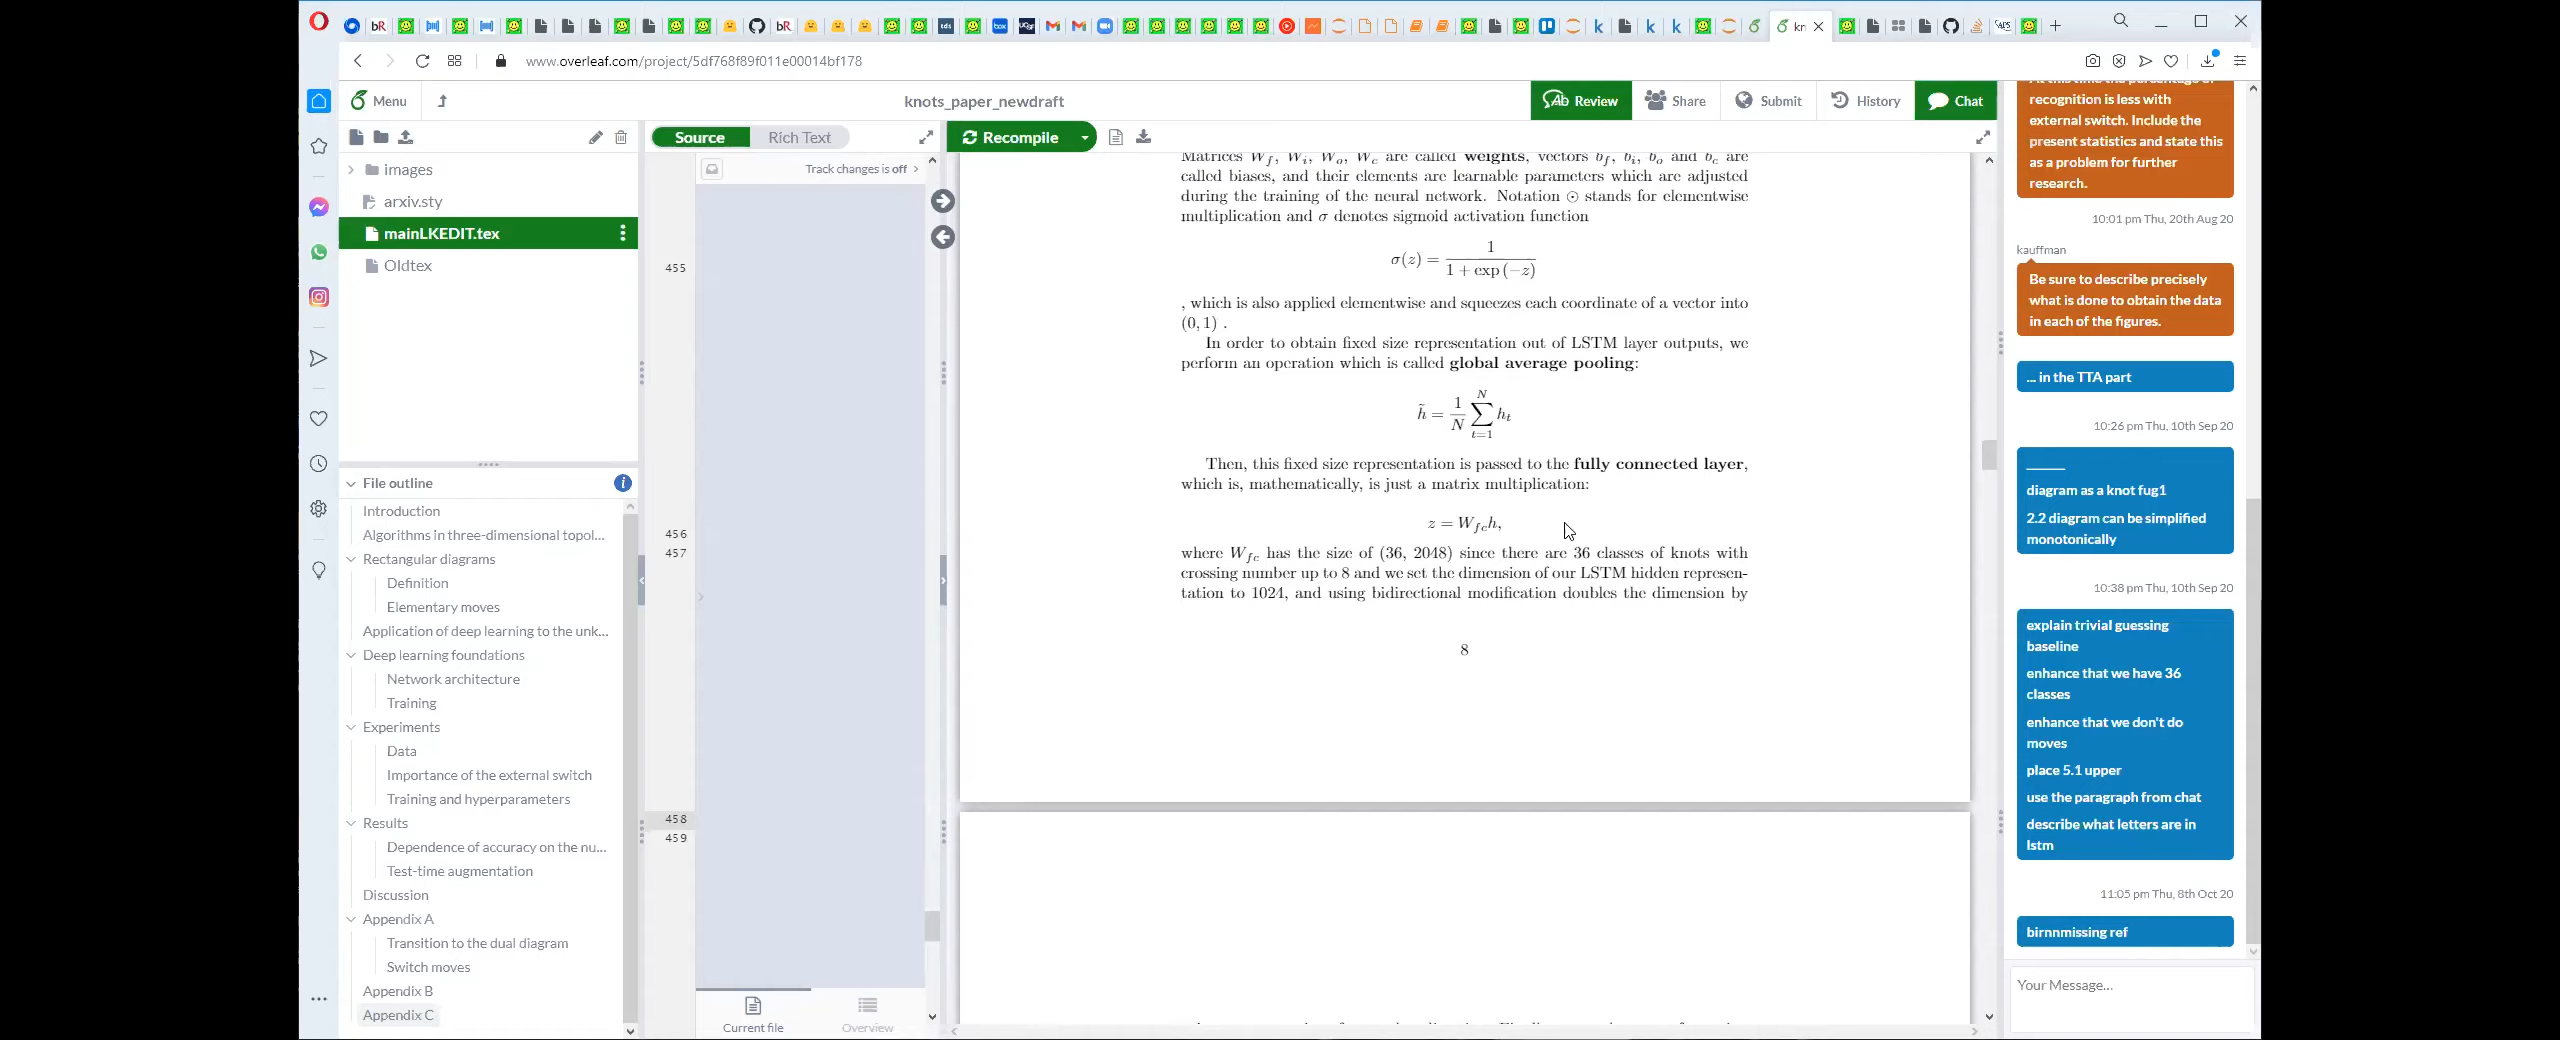 www.overleaf.com/project/5df768f89f011e00014bf178
Menu
knots_paper_newdraft
Review
Share
Submit
History
Chat
Source
Rich Text
Recompile
images
arxiv.sty
mainLKEDIT.tex
Oldtex
File outline
Introduction
Algorithms in three-dimensional topol...
Rectangular diagrams
Definition
Elementary moves
Application of deep learning to the unk...
Deep learning foundations
Network architecture
Training
Experiments
Data
Importance of the external switch
Training and hyperparameters
Results
Dependence of accuracy on the nu...
Test-time augmentation
Discussion
Appendix A
Transition to the dual diagram
Switch moves
Appendix B
Appendix C
Track changes is off
455
456
457
458
459
Current file
Overview
Matrices W_f, W_i, W_o, W_c are called weights, vectors b_f, b_i, b_o and b_c are
called biases, and their elements are learnable parameters which are adjusted
during the training of the neural network. Notation ⊙ stands for elementwise
multiplication and σ denotes sigmoid activation function
σ(z) = 1 / (1 + exp (−z))
, which is also applied elementwise and squeezes each coordinate of a vector into
(0, 1) .
In order to obtain fixed size representation out of LSTM layer outputs, we
perform an operation which is called global average pooling:
h̃ = 1/N ∑_{t=1}^{N} h_t
Then, this fixed size representation is passed to the fully connected layer,
which is, mathematically, is just a matrix multiplication:
z = W_{fc}h,
where W_{fc} has the size of (36, 2048) since there are 36 classes of knots with
crossing number up to 8 and we set the dimension of our LSTM hidden represen-
tation to 1024, and using bidirectional modification doubles the dimension by
8
recognition is less with
external switch. Include the
present statistics and state this
as a problem for further
research.
10:01 pm Thu, 20th Aug 20
kauffman
Be sure to describe precisely
what is done to obtain the data
in each of the figures.
... in the TTA part
10:26 pm Thu, 10th Sep 20
diagram as a knot fug1
2.2 diagram can be simplified
monotonically
10:38 pm Thu, 10th Sep 20
explain trivial guessing
baseline
enhance that we have 36
classes
enhance that we don't do
moves
place 5.1 upper
use the paragraph from chat
describe what letters are in
lstm
11:05 pm Thu, 8th Oct 20
birnnmissing ref
Your Message...